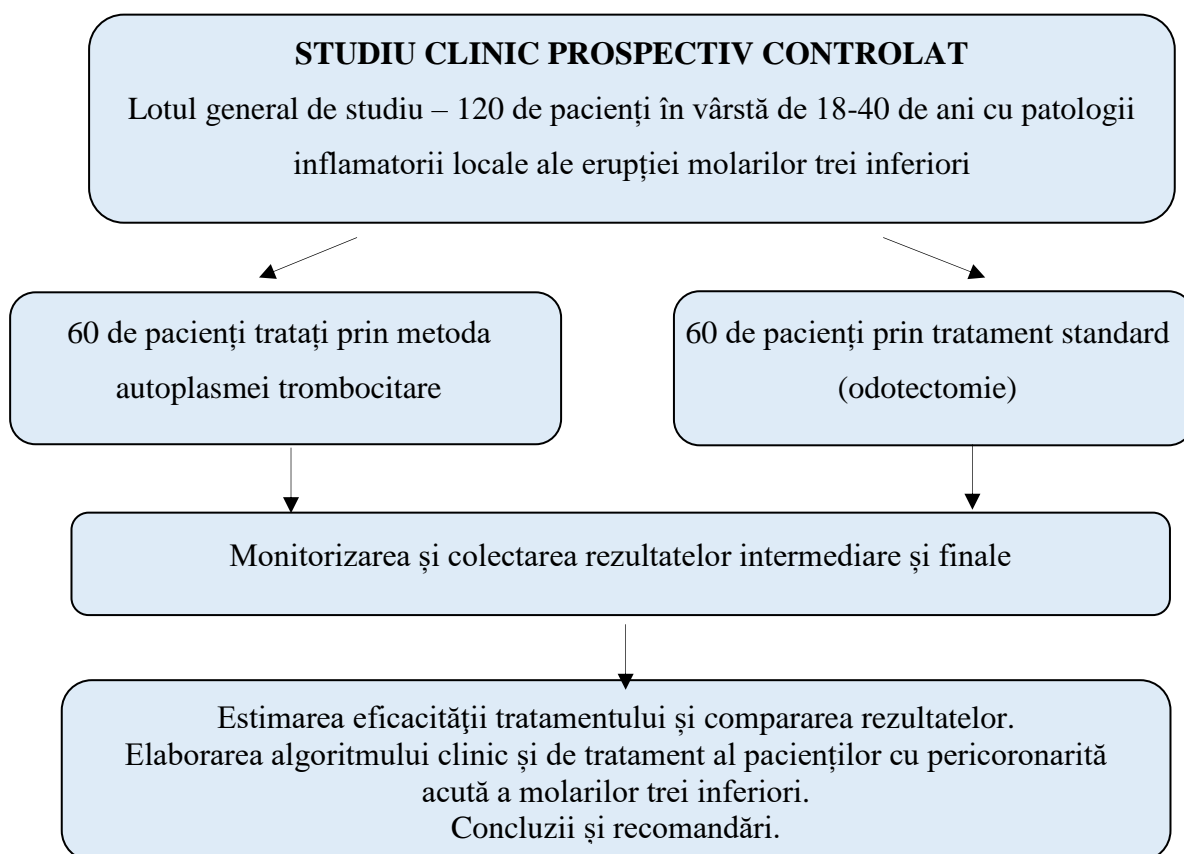 STUDIU CLINIC PROSPECTIV CONTROLAT
Lotul general de studiu – 120 de pacienți în vârstă de 18-40 de ani cu patologii
inflamatorii locale ale erupției molarilor trei inferiori
60 de pacienți tratați prin metoda
autoplasmei trombocitare
60 de pacienți prin tratament standard
(odotectomie)
Monitorizarea și colectarea rezultatelor intermediare și finale
Estimarea eficacităţii tratamentului și compararea rezultatelor.
Elaborarea algoritmului clinic și de tratament al pacienților cu pericoronarită
acută a molarilor trei inferiori.
Concluzii și recomandări.